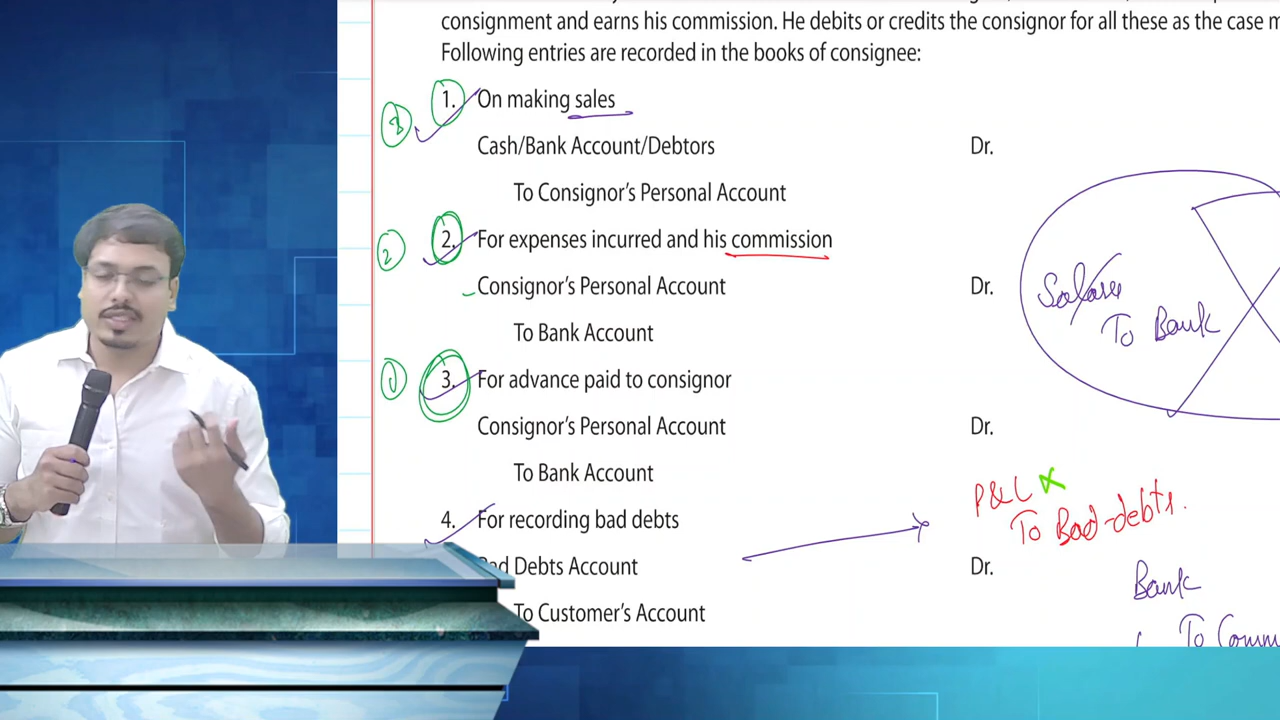 consignment and earns his commission. He debits or credits the consignor for all these as the case m
Following entries are recorded in the books of consignee:
1. On making sales
Cash/Bank Account/Debtors Dr.
To Consignor's Personal Account
2 2. For expenses incurred and his commission
Consignor's Personal Account Dr.
To Bank Account
Salary
To Bank
1 3. For advance paid to consignor
Consignor's Personal Account Dr.
To Bank Account
P&L
To Bad-debts.
4. For recording bad debts
Bad Debts Account Dr.
To Customer's Account
Bank
To Comm